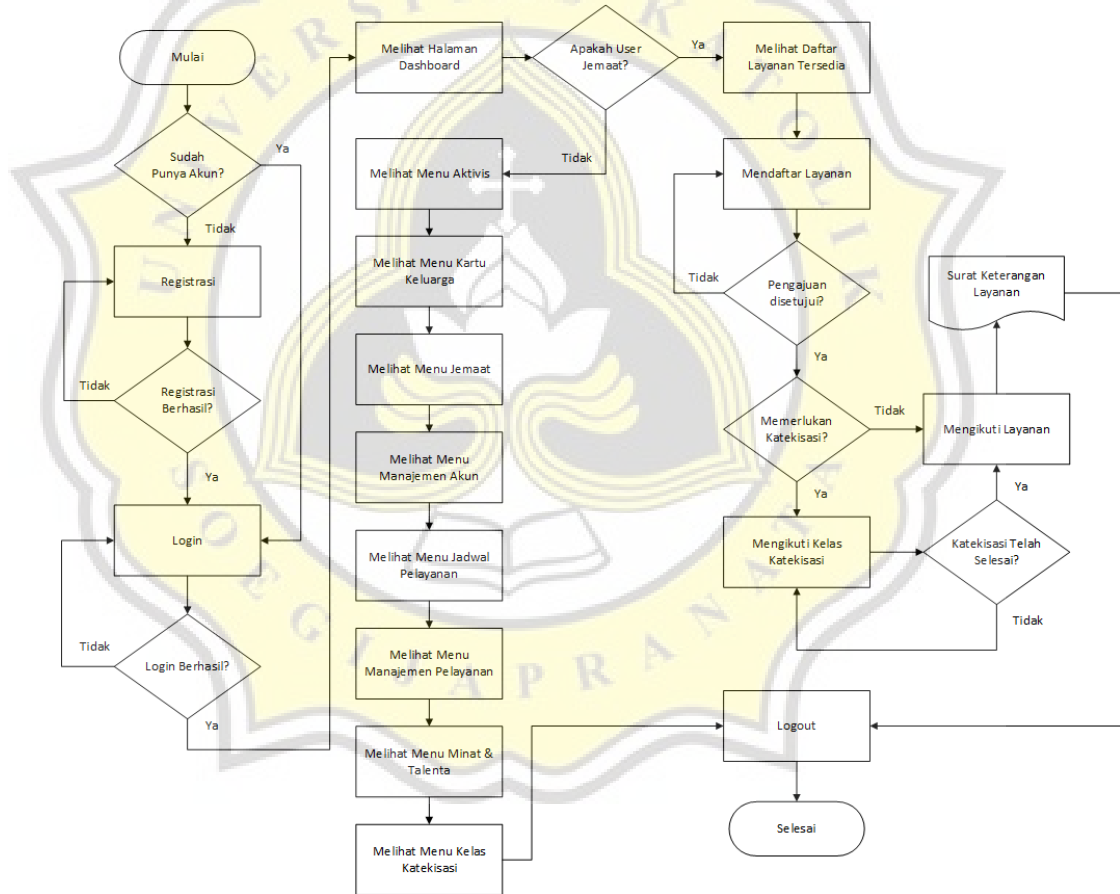 Mulai
Sudah
Punya Akun?
Ya
Tidak
Registrasi
Registrasi
Berhasil?
Tidak
Ya
Login
Login Berhasil?
Tidak
Ya
Melihat Halaman
Dashboard
Apakah User
Jemaat?
Ya
Tidak
Melihat Menu Aktivis
Melihat Menu Kartu
Keluarga
Melihat Menu Jemaat
Melihat Menu
Manajemen Akun
Melihat Menu Jadwal
Pelayanan
Melihat Menu
Manajemen Pelayanan
Melihat Menu Minat &
Talenta
Melihat Menu Kelas
Katekisasi
Melihat Daftar
Layanan Tersedia
Mendaftar Layanan
Pengajuan
disetujui?
Tidak
Ya
Memerlukan
Katekisasi?
Tidak
Ya
Mengikuti Kelas
Katekisasi
Katekisasi Telah
Selesai?
Ya
Tidak
Mengikuti Layanan
Surat Keterangan
Layanan
Logout
Selesai
UNIVERSITAS KATOLIK
SOEGIJAPRANATA